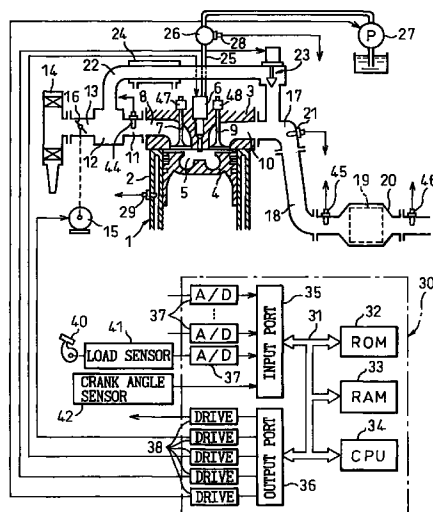 26
P
27
24
28
25
23
22
14
16
13
8
47
7
6
48
3
9
17
21
44
12
11
2
5
4
10
45
19
20
46
18
29
15
1
A/D
35
30
37
31
ROM
32
40
41
A/D
LOAD SENSOR
A/D
37
INPUT PORT
33
RAM
CRANK ANGLE
SENSOR
42
34
DRIVE
DRIVE
38
DRIVE
DRIVE
DRIVE
OUTPUT PORT
36
CPU